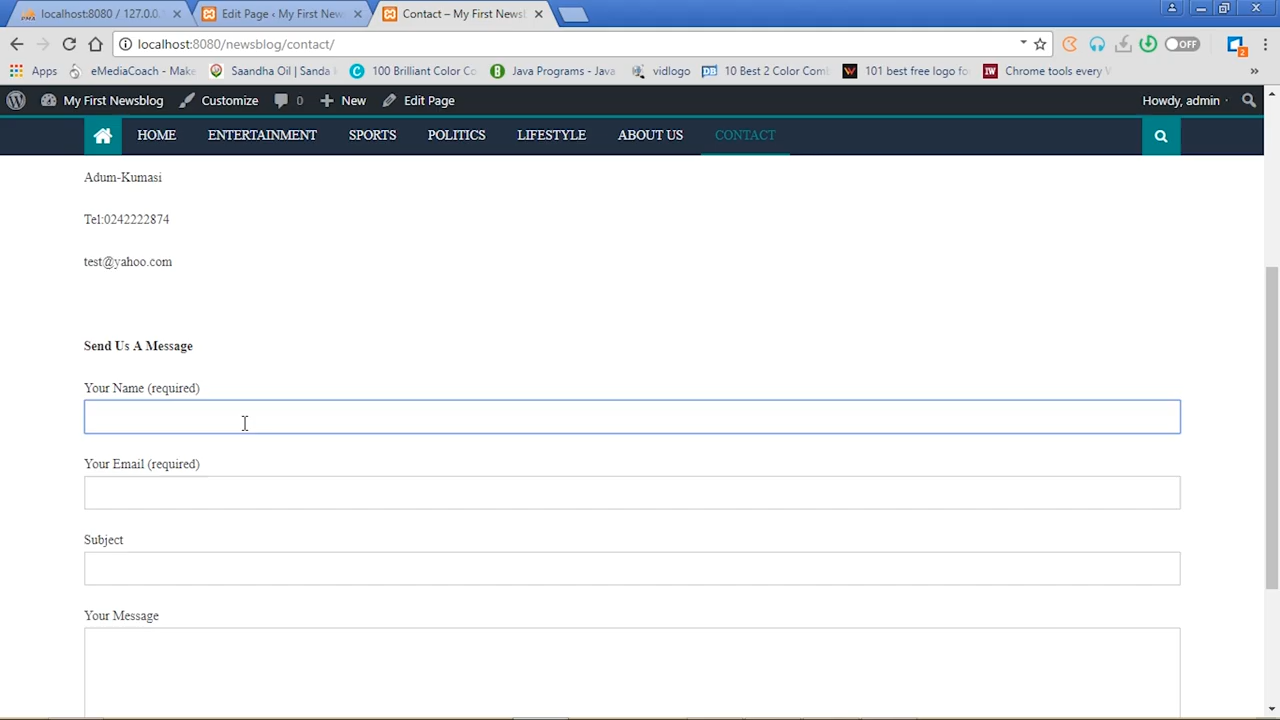 localhost:8080 / 127.0.0.
Edit Page ‹ My First New
Contact – My First Newsb
localhost:8080/newsblog/contact/
OFF
2
Apps
eMediaCoach - Make
Saandha Oil | Sanda
100 Brilliant Color Co
Java Programs - Java
vidlogo
10 Best 2 Color Comb
101 best free logo fo
Chrome tools every
»
My First Newsblog
Customize
0
New
Edit Page
Howdy, admin
HOME
ENTERTAINMENT
SPORTS
POLITICS
LIFESTYLE
ABOUT US
CONTACT
Adum-Kumasi
Tel:0242222874
test@yahoo.com
Send Us A Message
Your Name (required)
Your Email (required)
Subject
Your Message